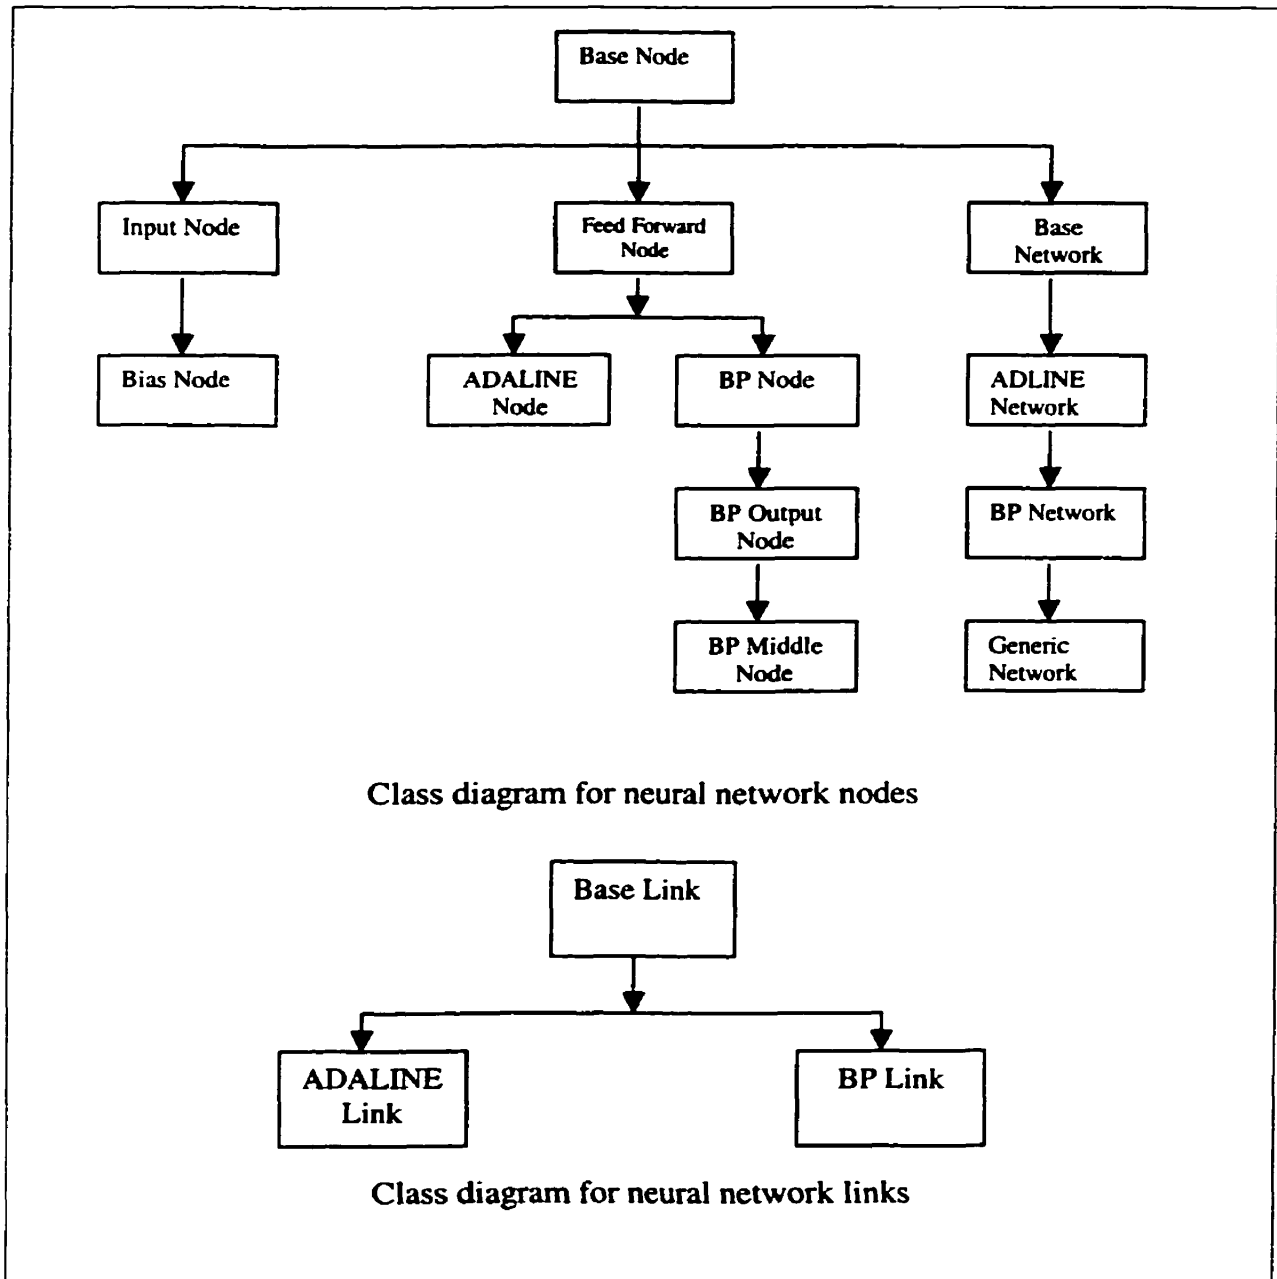 Base Node
Input Node
Feed Forward
Node
Base
Network
Bias Node
ADALINE
Node
BP Node
ADLINE
Network
BP Output
Node
BP Network
BP Middle
Node
Generic
Network
Class diagram for neural network nodes
Base Link
ADALINE
Link
BP Link
Class diagram for neural network links